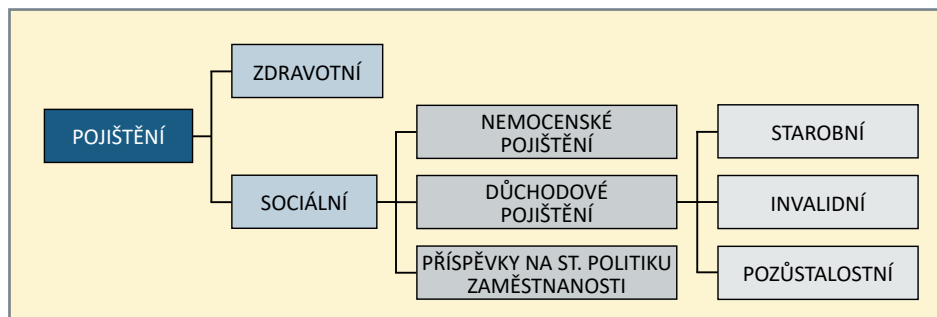 POJIŠTĚNÍ
ZDRAVOTNÍ
SOCIÁLNÍ
NEMOCENSKÉ
POJIŠTĚNÍ
DŮCHODOVÉ
POJIŠTĚNÍ
PŘÍSPĚVKY NA ST. POLITIKU
ZAMĚSTNANOSTI
STAROBNÍ
INVALIDNÍ
POZŮSTALOSTNÍ